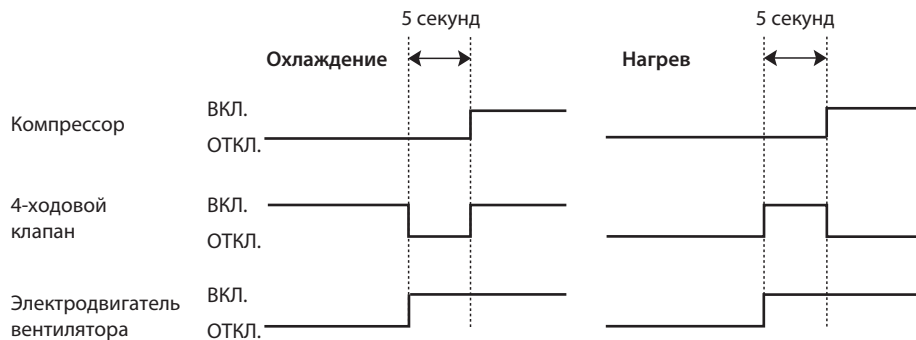 5 секунд
5 секунд
Охлаждение
Нагрев
Компрессор
ВКЛ.
ОТКЛ.
4-ходовой
клапан
ВКЛ.
ОТКЛ.
Электродвигатель
вентилятора
ВКЛ.
ОТКЛ.